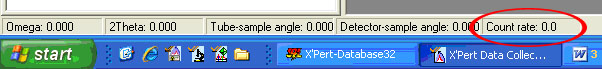 Omega: 0.000 2Theta: 0.000 Tube-sample angle: 0.000 Detector-sample angle: 0.000 Count rate: 0.0
start X'Pert-Database32 X'Pert Data Collec... W 3